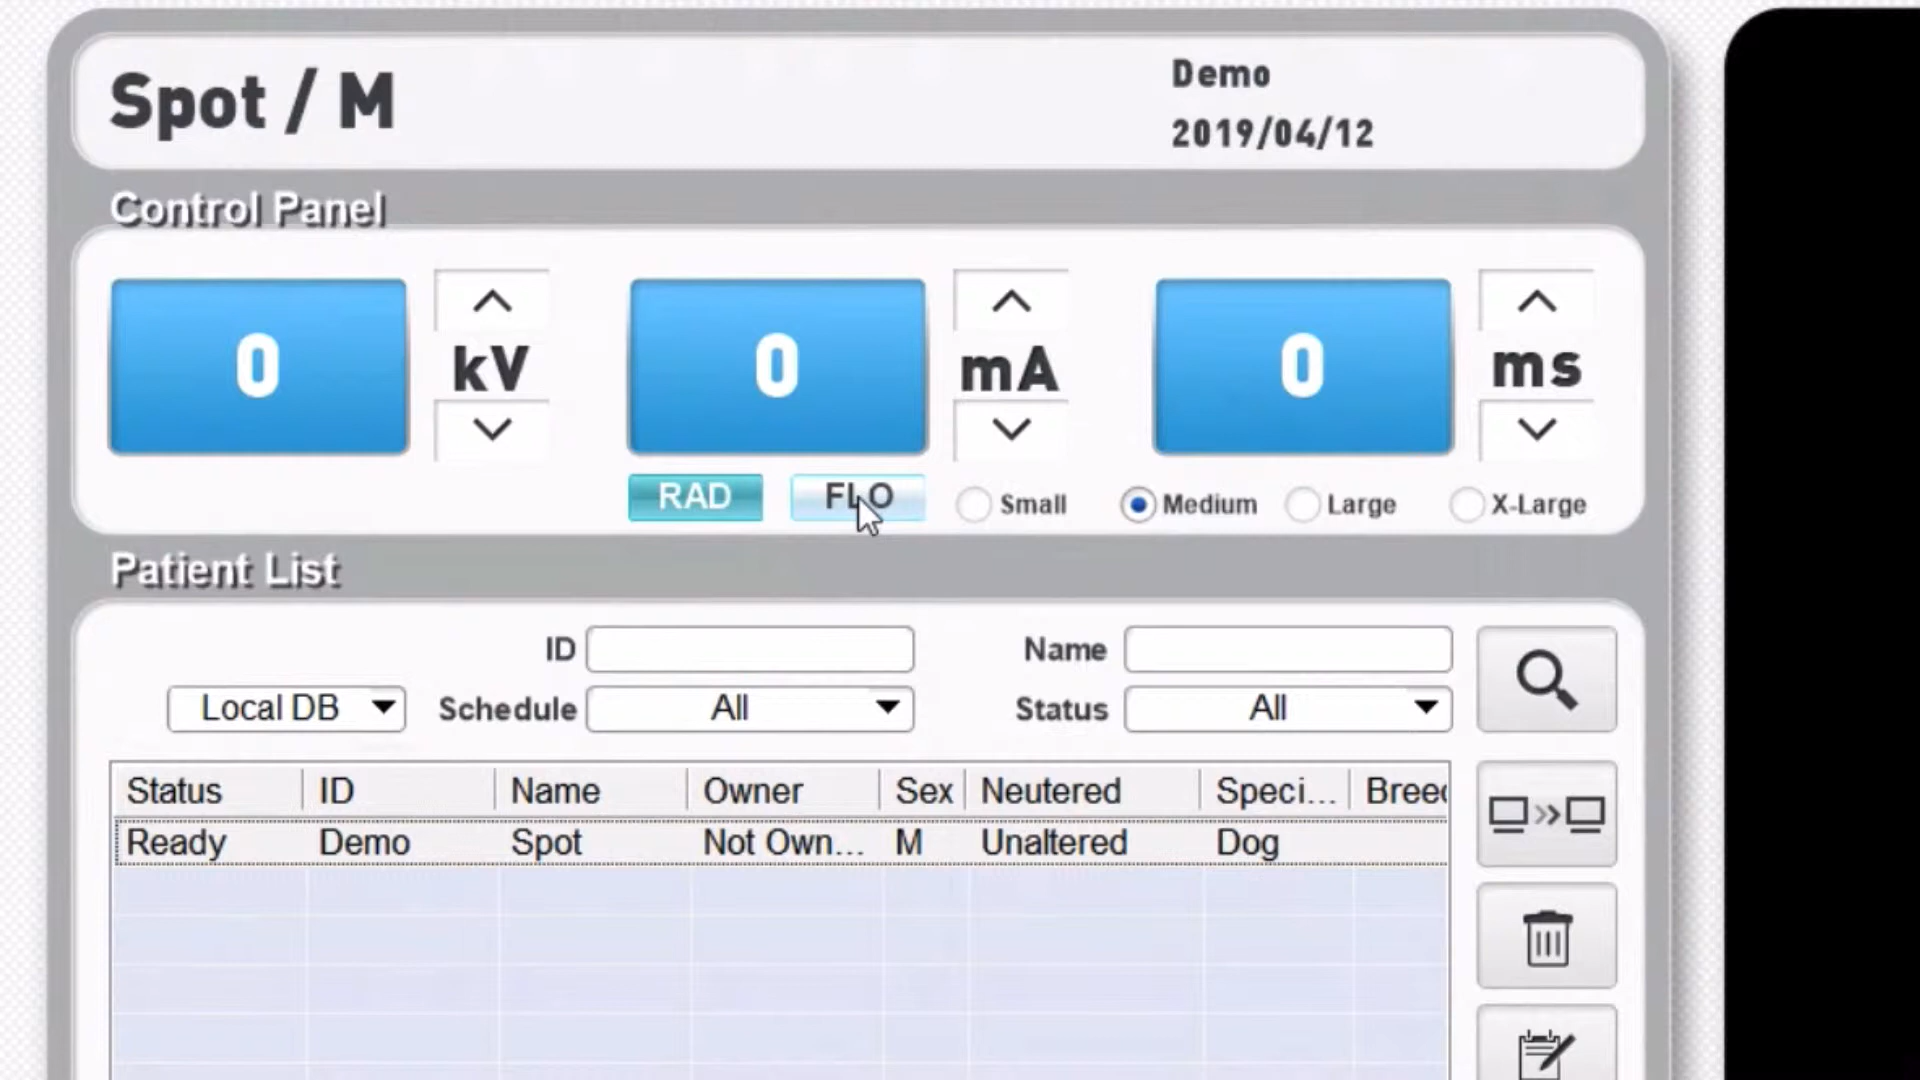 Spot / M
Demo
2019/04/12
Control Panel
0 kV 0 mA 0 ms
RAD FLO Small Medium Large X-Large
Patient List
ID Name
Local DB Schedule All Status All
Status ID Name Owner Sex Neutered Speci... Breec
Ready Demo Spot Not Own... M Unaltered Dog